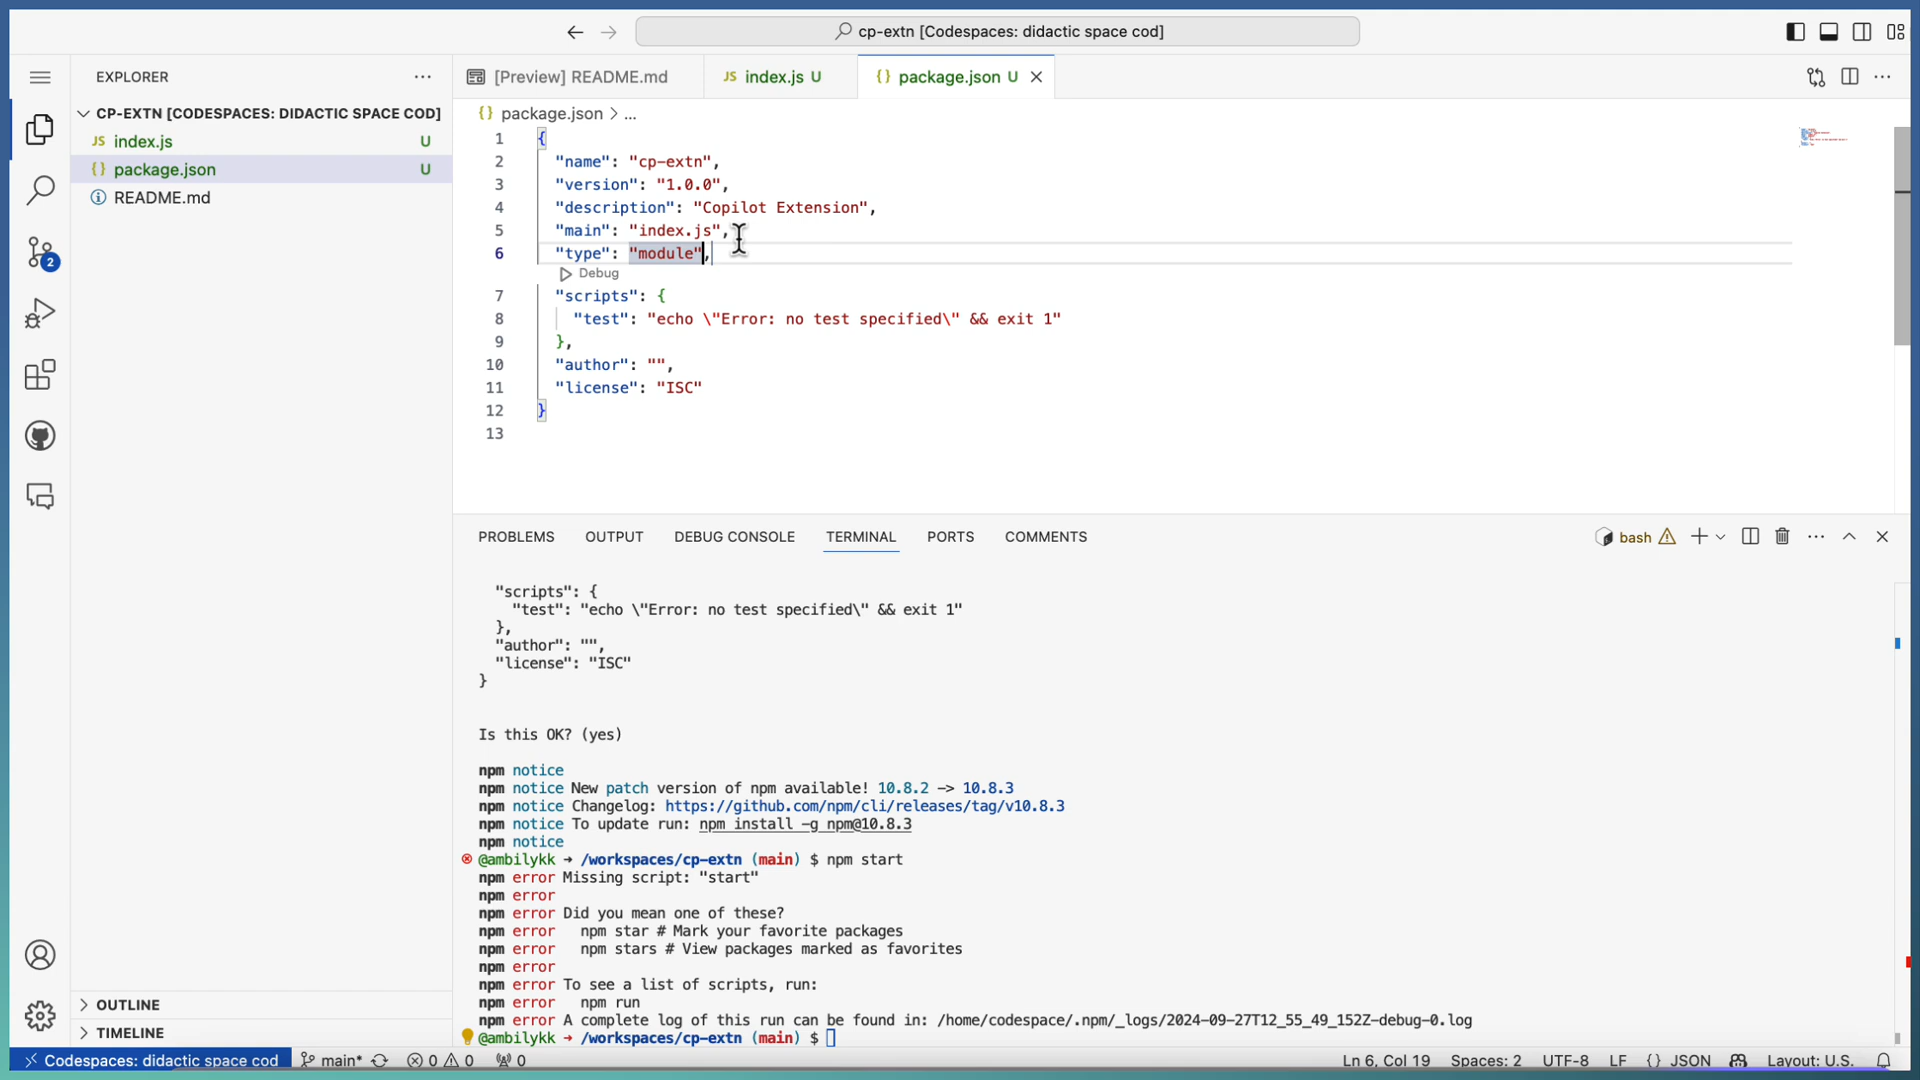 cp-extn [Codespaces: didactic space cod]
EXPLORER
[Preview] README.md
JS index.js U
{} package.json U
CP-EXTN [CODESPACES: DIDACTIC SPACE COD]
JS index.js U
{} package.json U
README.md
{} package.json > ...
1 {
2 "name": "cp-extn",
3 "version": "1.0.0",
4 "description": "Copilot Extension",
5 "main": "index.js",
6 "type": "module",
Debug
7 "scripts": {
8 "test": "echo \"Error: no test specified\" && exit 1"
9 },
10 "author": "",
11 "license": "ISC"
12 }
13
2
PROBLEMS OUTPUT DEBUG CONSOLE TERMINAL PORTS COMMENTS
bash
"scripts": {
"test": "echo \"Error: no test specified\" && exit 1"
},
"author": "",
"license": "ISC"
}
Is this OK? (yes)
npm notice
npm notice New patch version of npm available! 10.8.2 -> 10.8.3
npm notice Changelog: https://github.com/npm/cli/releases/tag/v10.8.3
npm notice To update run: npm install -g npm@10.8.3
npm notice
@ambilykk → /workspaces/cp-extn (main) $ npm start
npm error Missing script: "start"
npm error
npm error Did you mean one of these?
npm error npm star # Mark your favorite packages
npm error npm stars # View packages marked as favorites
npm error
npm error To see a list of scripts, run:
npm error npm run
npm error A complete log of this run can be found in: /home/codespace/.npm/_logs/2024-09-27T12_55_49_152Z-debug-0.log
@ambilykk → /workspaces/cp-extn (main) $
OUTLINE
TIMELINE
Codespaces: didactic space cod main* 0 0 0 Ln 6, Col 19 Spaces: 2 UTF-8 LF {} JSON Layout: U.S.